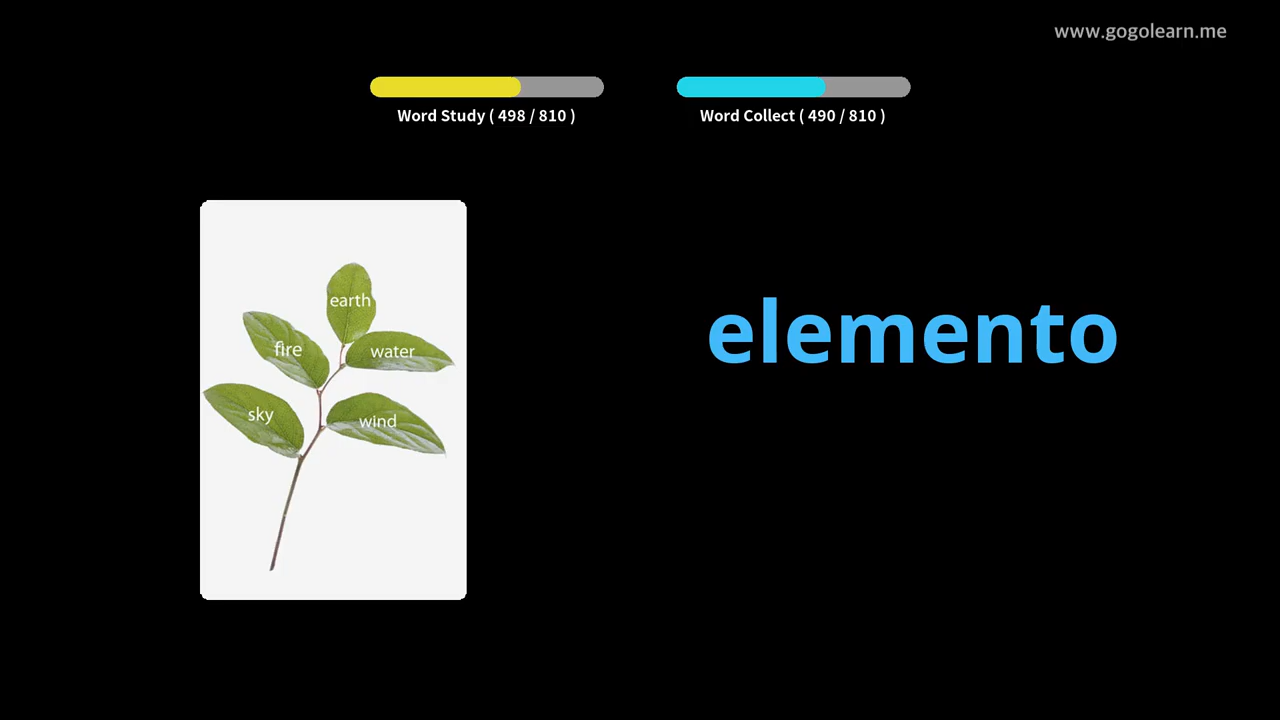 www.gogolearn.me
Word Study ( 498 / 810 )
Word Collect ( 490 / 810 )
earth
fire
water
sky
wind
elemento